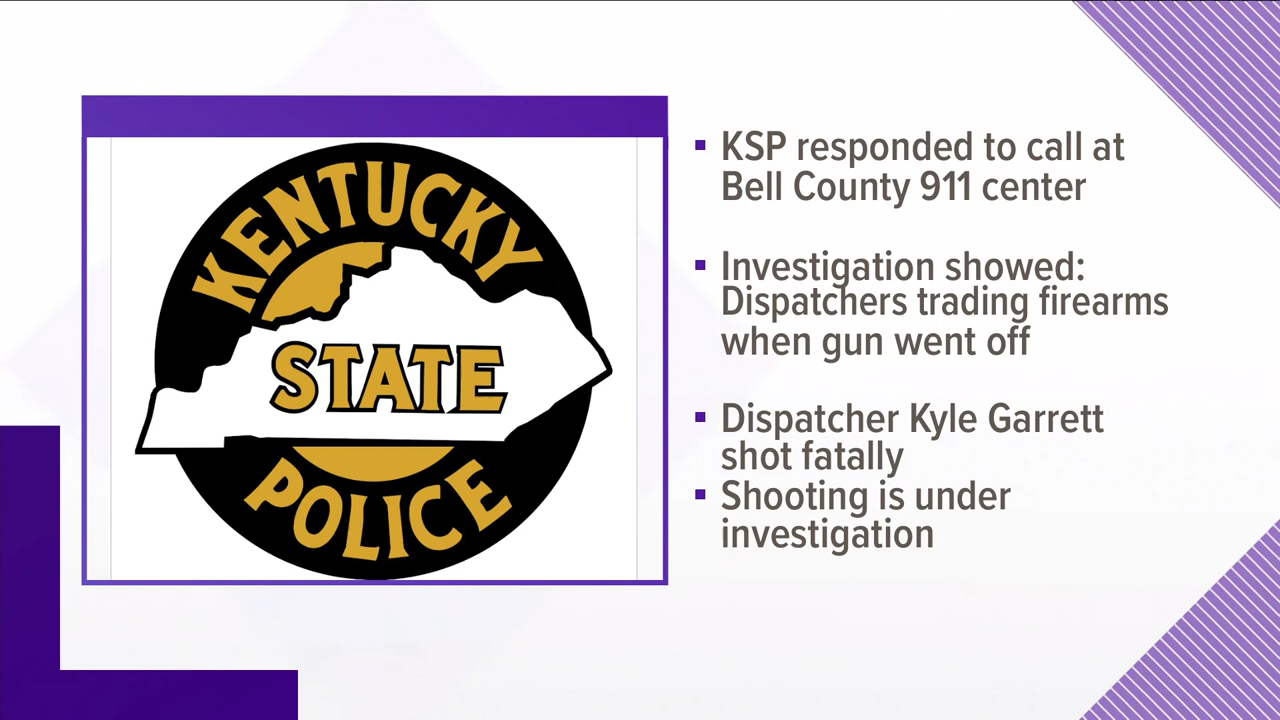 KENTUCKY
STATE
POLICE
▪ KSP responded to call at
Bell County 911 center
▪ Investigation showed:
Dispatchers trading firearms
when gun went off
▪ Dispatcher Kyle Garrett
shot fatally
▪ Shooting is under
investigation